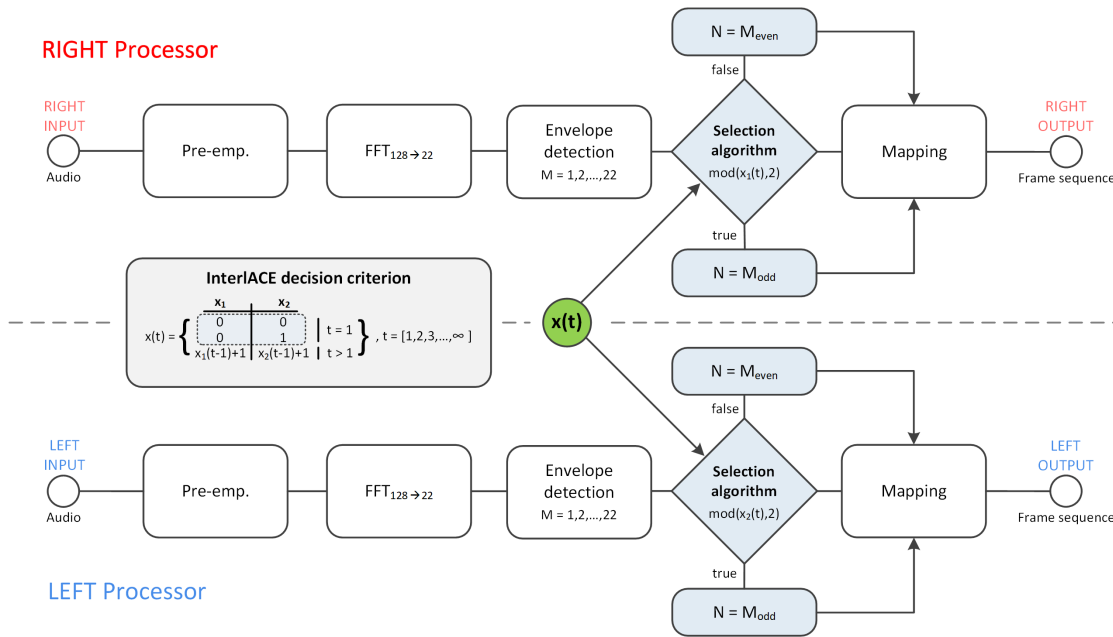 RIGHT Processor
N = Meven
false
RIGHT
INPUT
Audio
Pre-emp.
FFT128→22
Envelope
detection
M = 1,2,...,22
Selection
algorithm
mod(x1(t),2)
Mapping
RIGHT
OUTPUT
Frame sequence
true
N = Modd
InterlACE decision criterion
x1 x2
0 0
x(t) = { 0 1 | t = 1 } , t = [1,2,3,...,∞ ]
x1(t-1)+1 x2(t-1)+1 | t > 1
x(t)
N = Meven
false
LEFT
INPUT
Audio
Pre-emp.
FFT128→22
Envelope
detection
M = 1,2,...,22
Selection
algorithm
mod(x2(t),2)
Mapping
LEFT
OUTPUT
Frame sequence
true
N = Modd
LEFT Processor